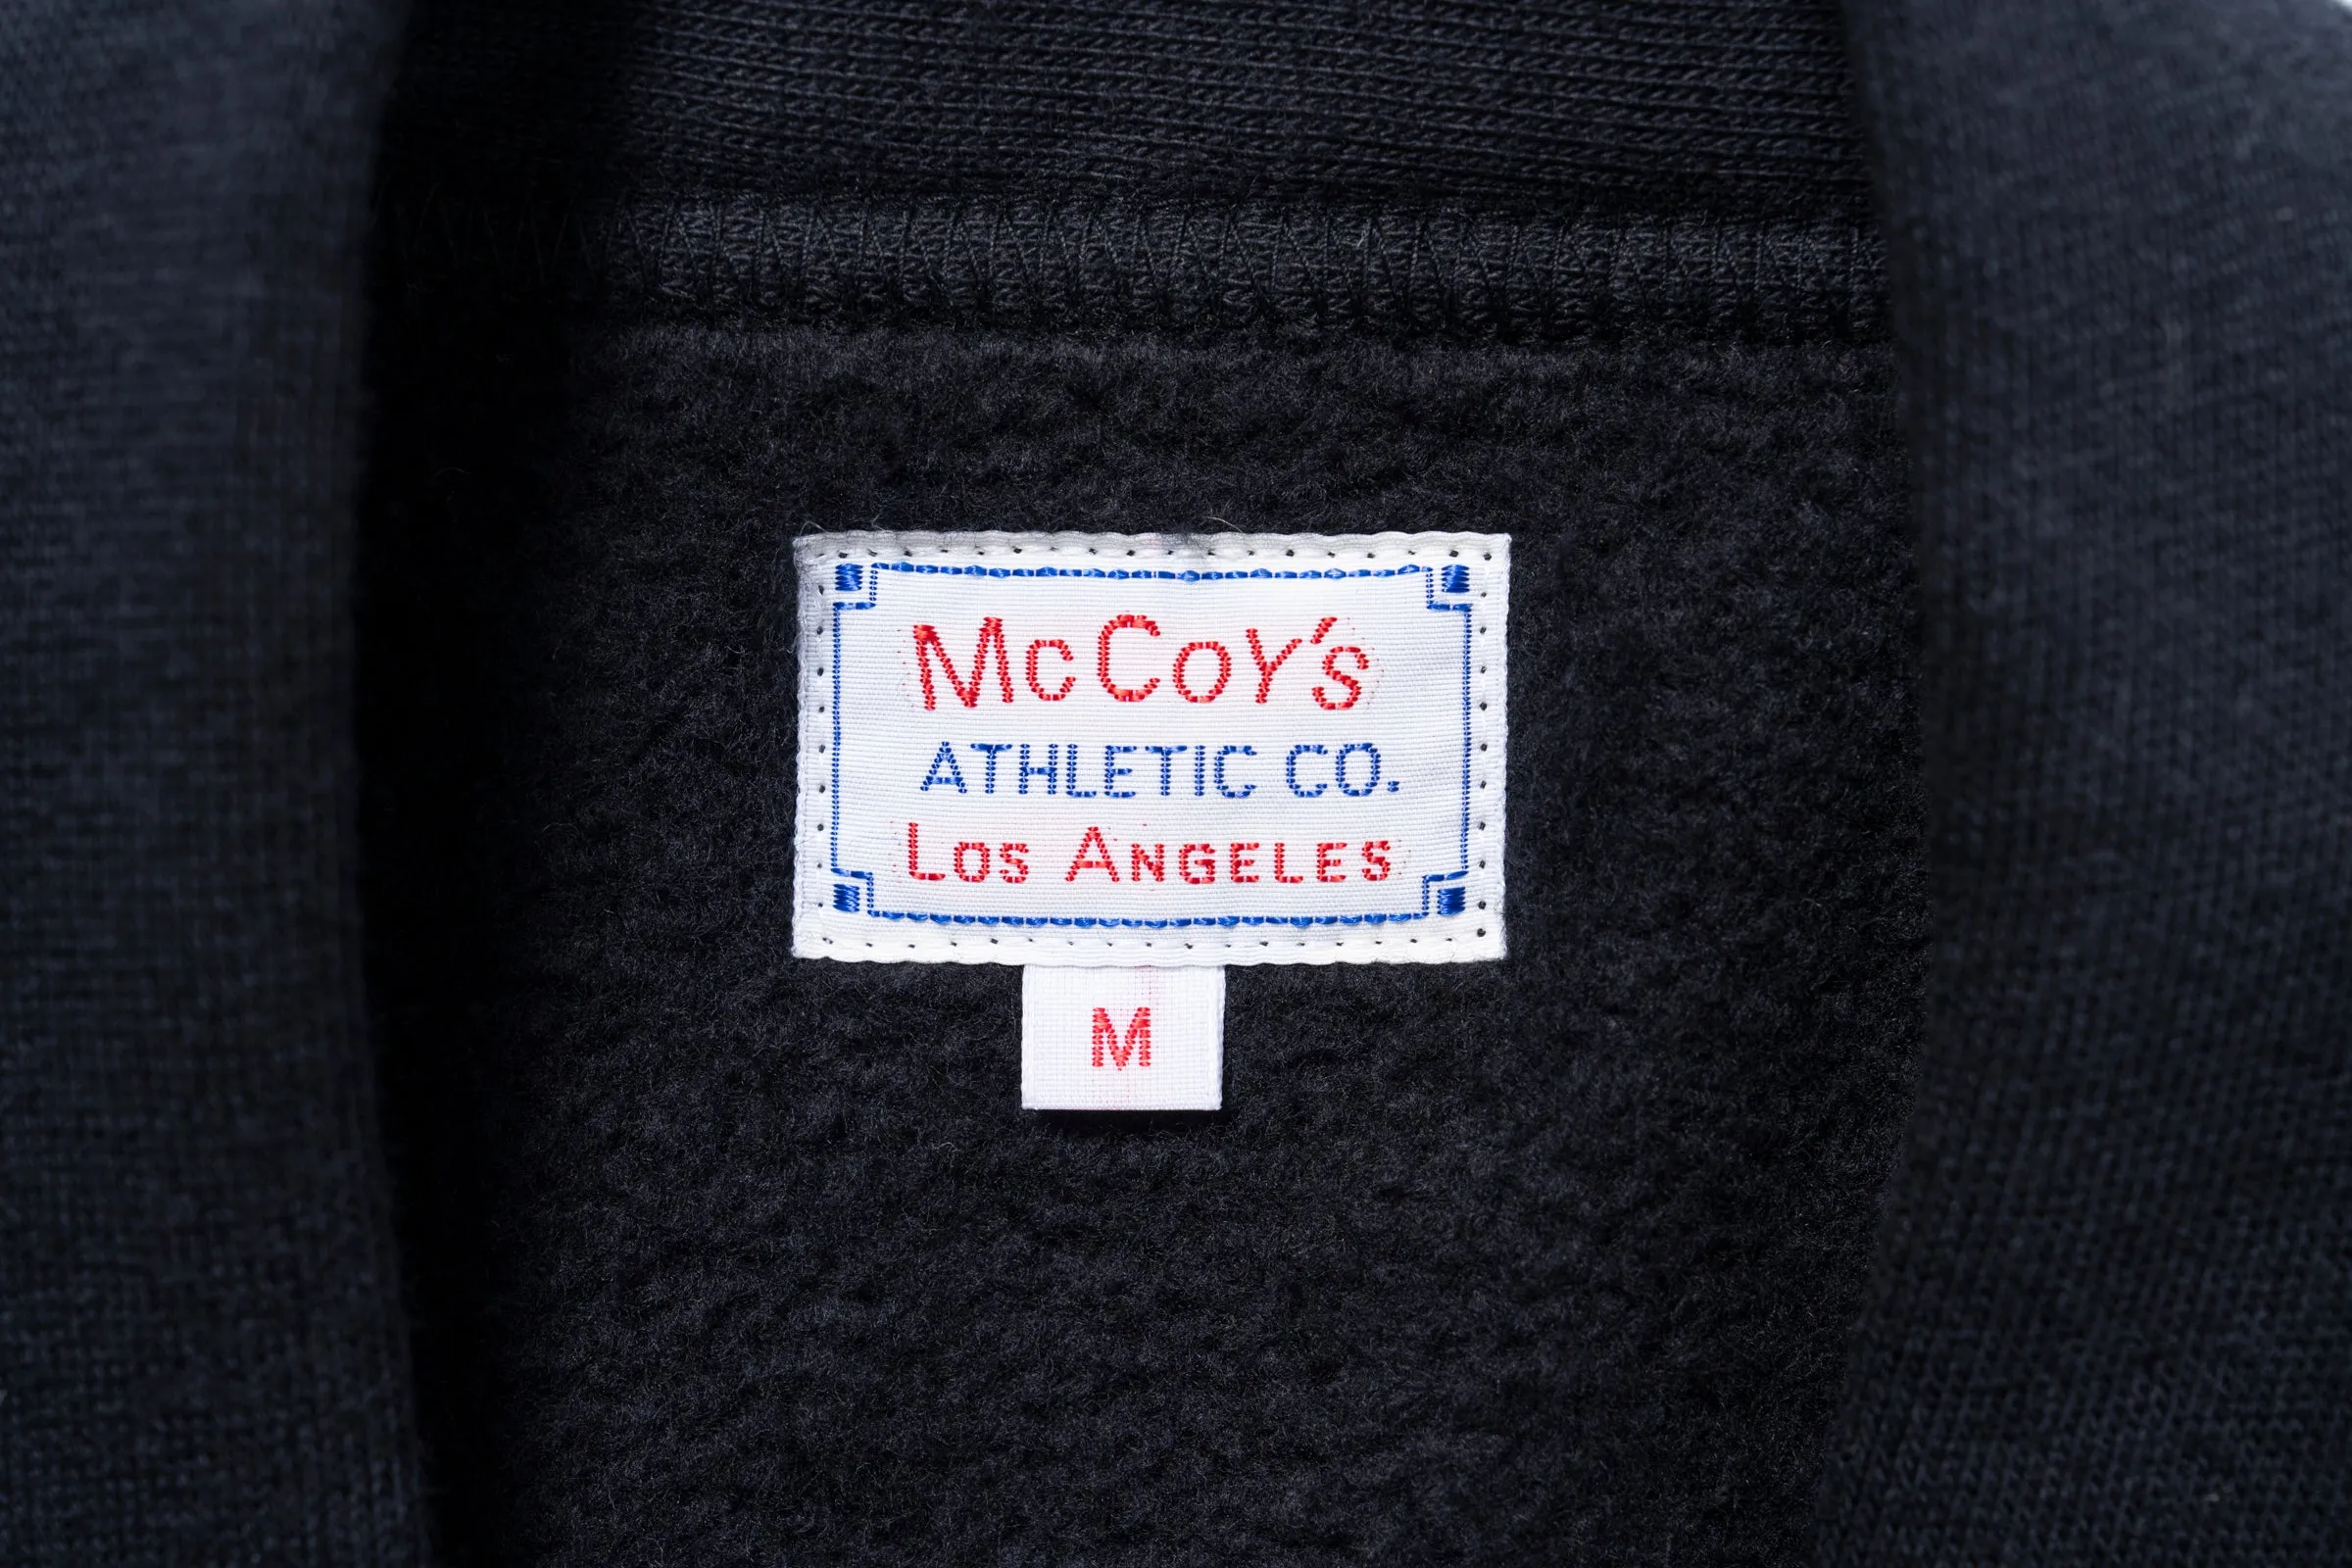 McCoy's
ATHLETIC CO.
Los Angeles
M